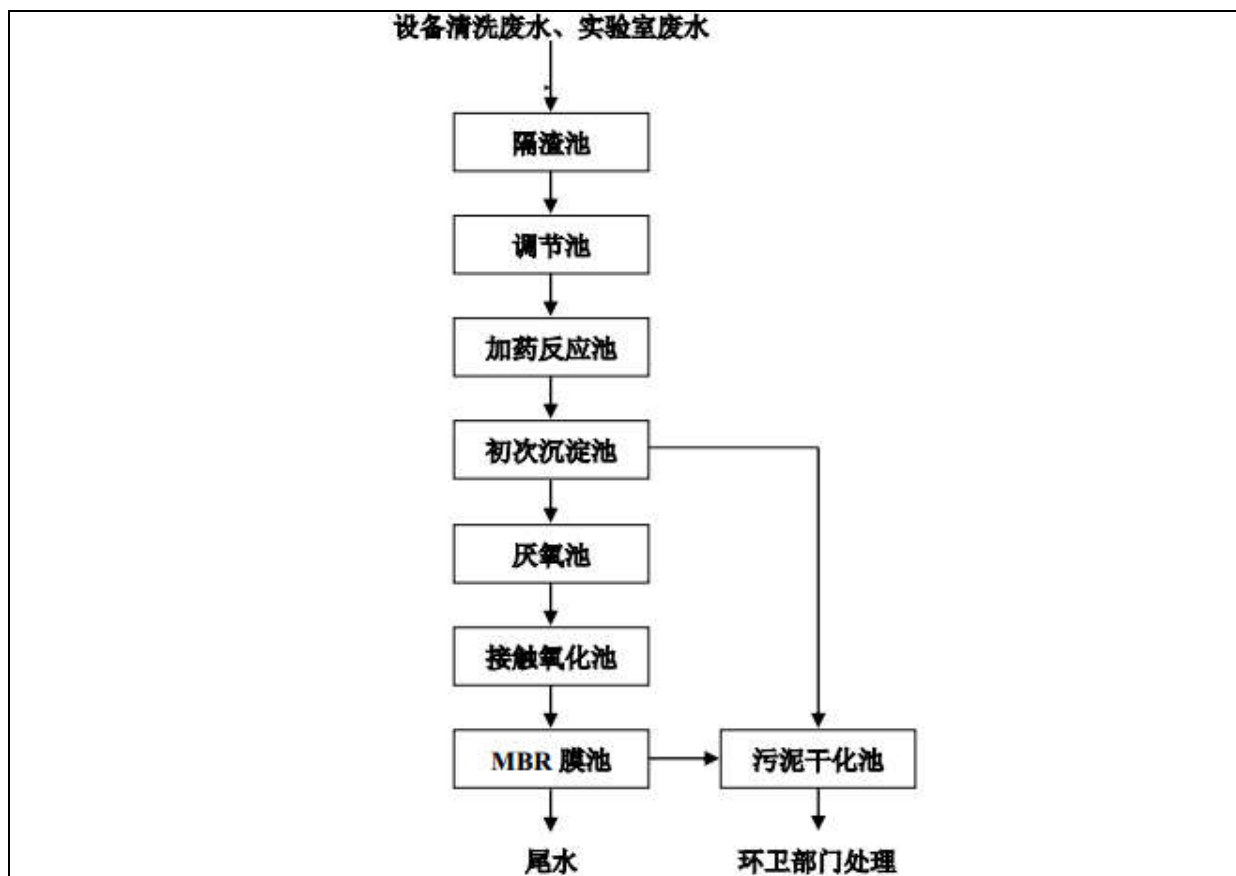 设备清洗废水、实验室废水
隔渣池
调节池
加药反应池
初次沉淀池
厌氧池
接触氧化池
MBR 膜池
污泥干化池
尾水
环卫部门处理